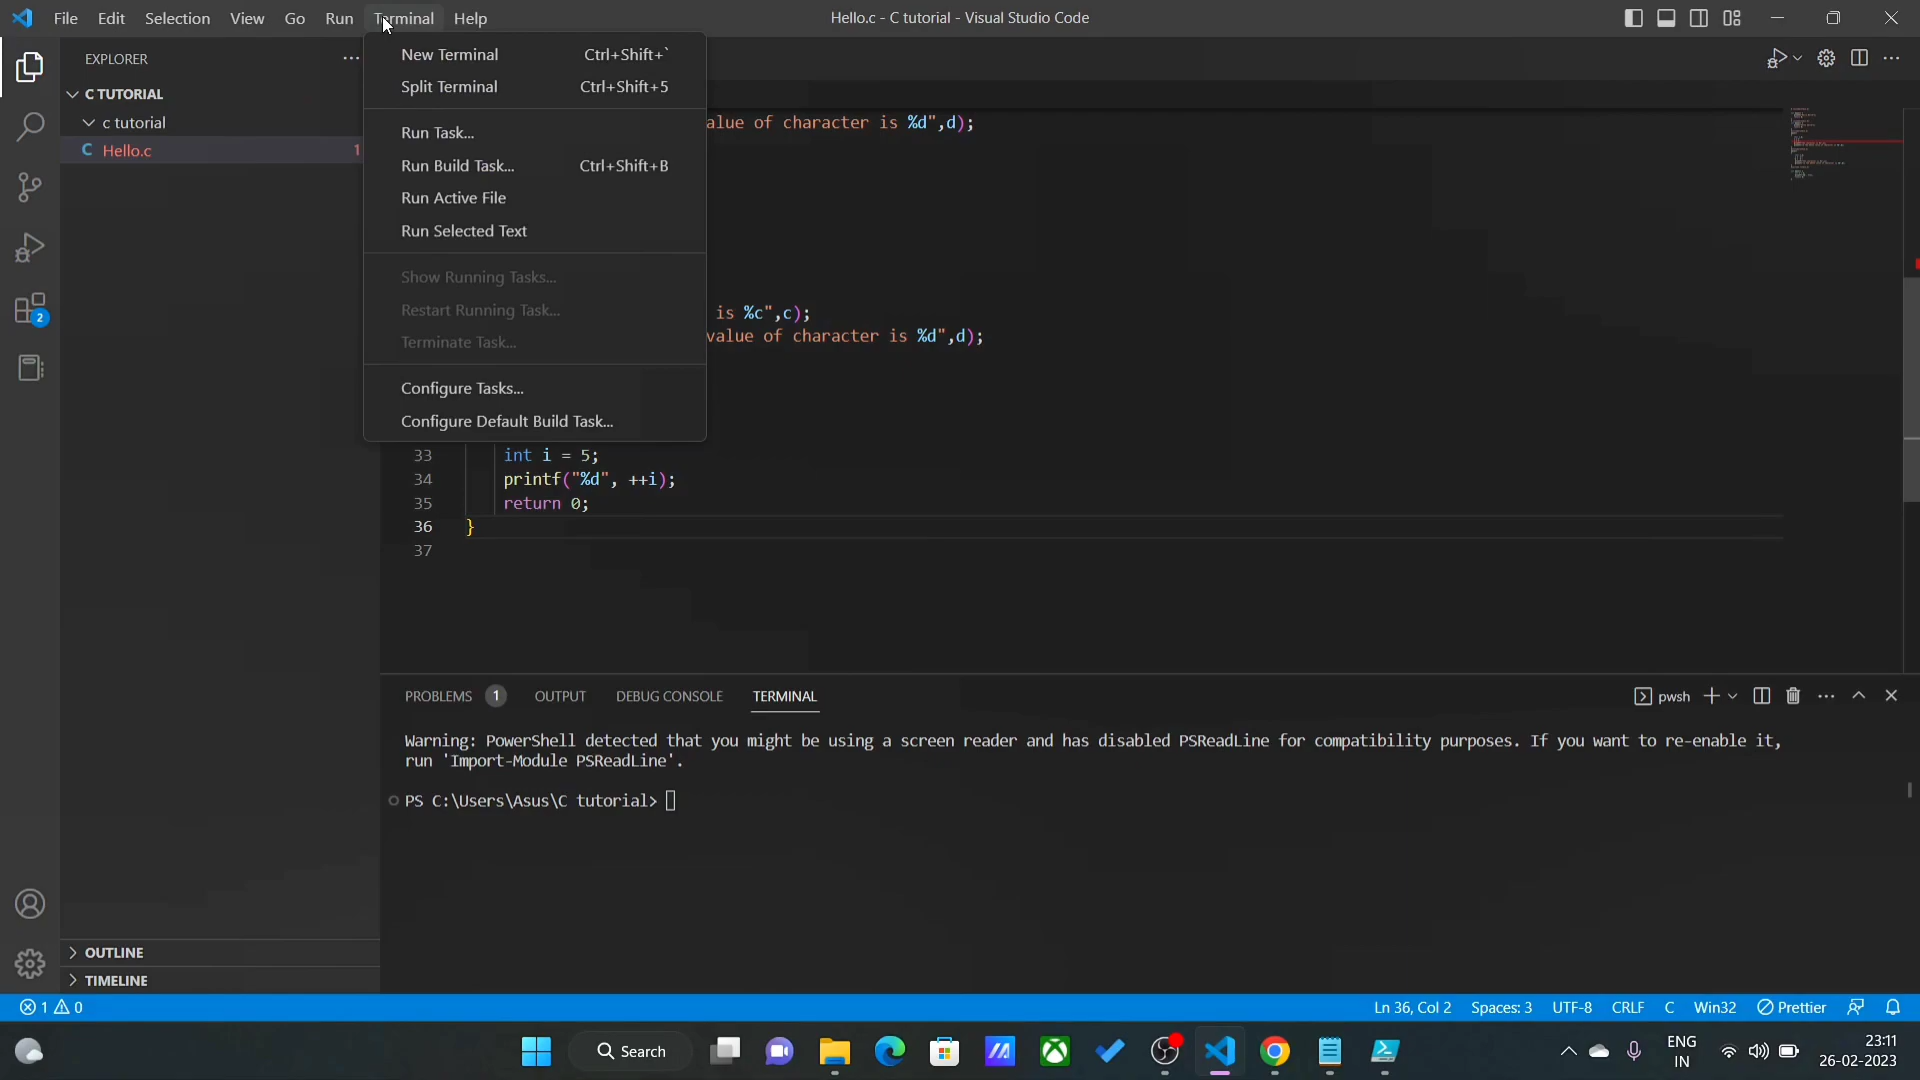 File Edit Selection View Go Run Terminal Help
Hello.c - C tutorial - Visual Studio Code
EXPLORER
C TUTORIAL
c tutorial
C Hello.c 1
New Terminal Ctrl+Shift+`
Split Terminal Ctrl+Shift+5
Run Task...
Run Build Task... Ctrl+Shift+B
Run Active File
Run Selected Text
Show Running Tasks...
Restart Running Task...
Terminate Task...
Configure Tasks...
Configure Default Build Task...
alue of character is %d",d);
is %c",c);
value of character is %d",d);
33 int i = 5;
34 printf("%d", ++i);
35 return 0;
36 }
37
2
PROBLEMS 1 OUTPUT DEBUG CONSOLE TERMINAL
pwsh
Warning: PowerShell detected that you might be using a screen reader and has disabled PSReadLine for compatibility purposes. If you want to re-enable it,
run 'Import-Module PSReadLine'.
PS C:\Users\Asus\C tutorial>
OUTLINE
TIMELINE
1 0
Ln 36, Col 2 Spaces: 3 UTF-8 CRLF C Win32 Prettier
Search
ENG
IN
23:11
26-02-2023